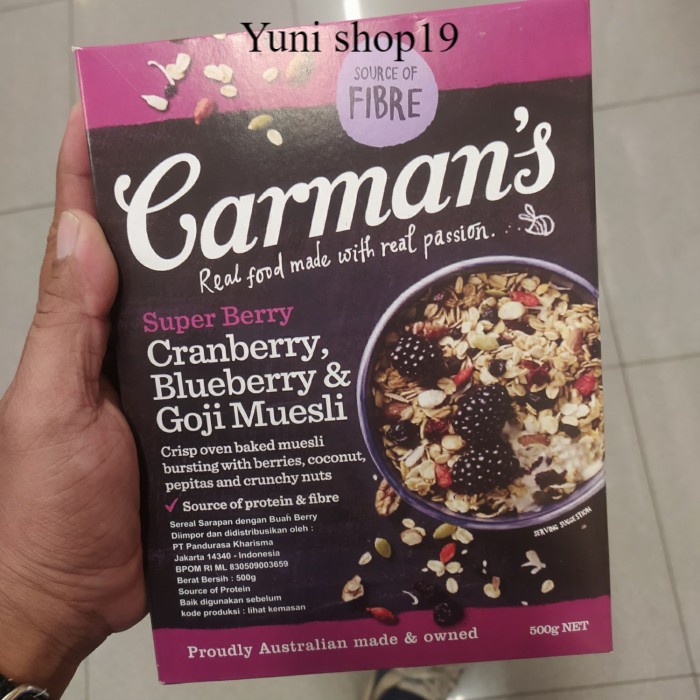 Yuni shop19
SOURCE OF
FIBRE
Carman's
Real food made with real passion.
Super Berry
Cranberry,
Blueberry &
Goji Muesli
Crisp oven baked muesli
bursting with berries, coconut,
pepitas and crunchy nuts
Source of protein & fibre
Sereal Sarapan dengan Buah Berry
Diimpor dan didistribusikan oleh :
PT Pandurasa Kharisma
Jakarta 14340 - Indonesia
BPOM RI ML 830509003659
Berat Bersih : 500g
Source of Protein
Baik digunakan sebelum
kode produksi : lihat kemasan
SERVING SUGGESTION
Proudly Australian made & owned
500g NET